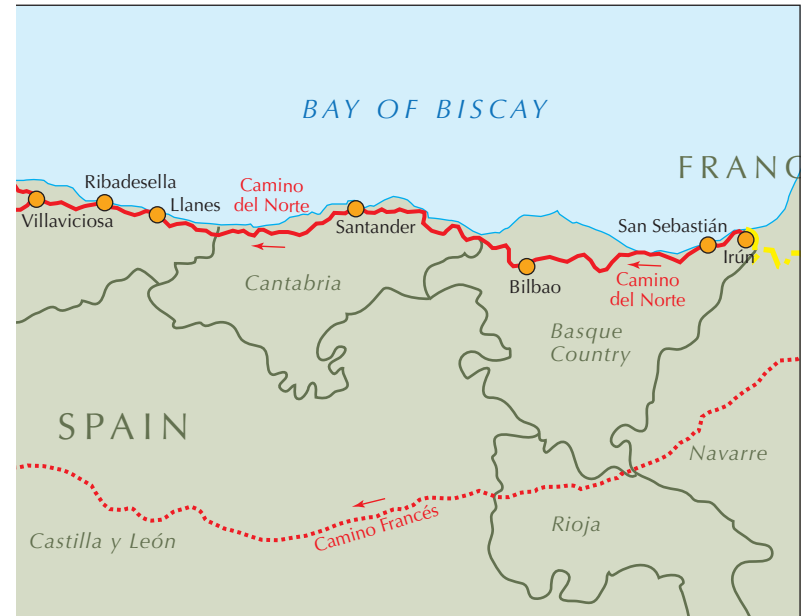 BAY OF BISCAY
FRANC
Ribadesella
Camino
del Norte
Llanes
Villaviciosa
Santander
San Sebastián
Irún
Bilbao
Camino
del Norte
Cantabria
Basque
Country
SPAIN
Navarre
Camino Francés
Rioja
Castilla y León